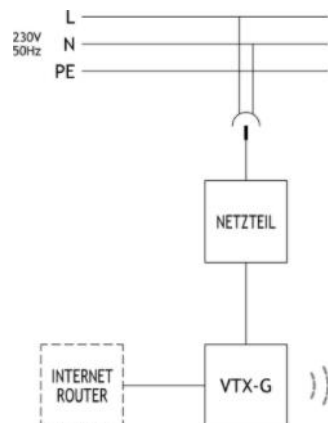 L
230V
50Hz
N
PE
NETZTEIL
INTERNET
ROUTER
VTX-G